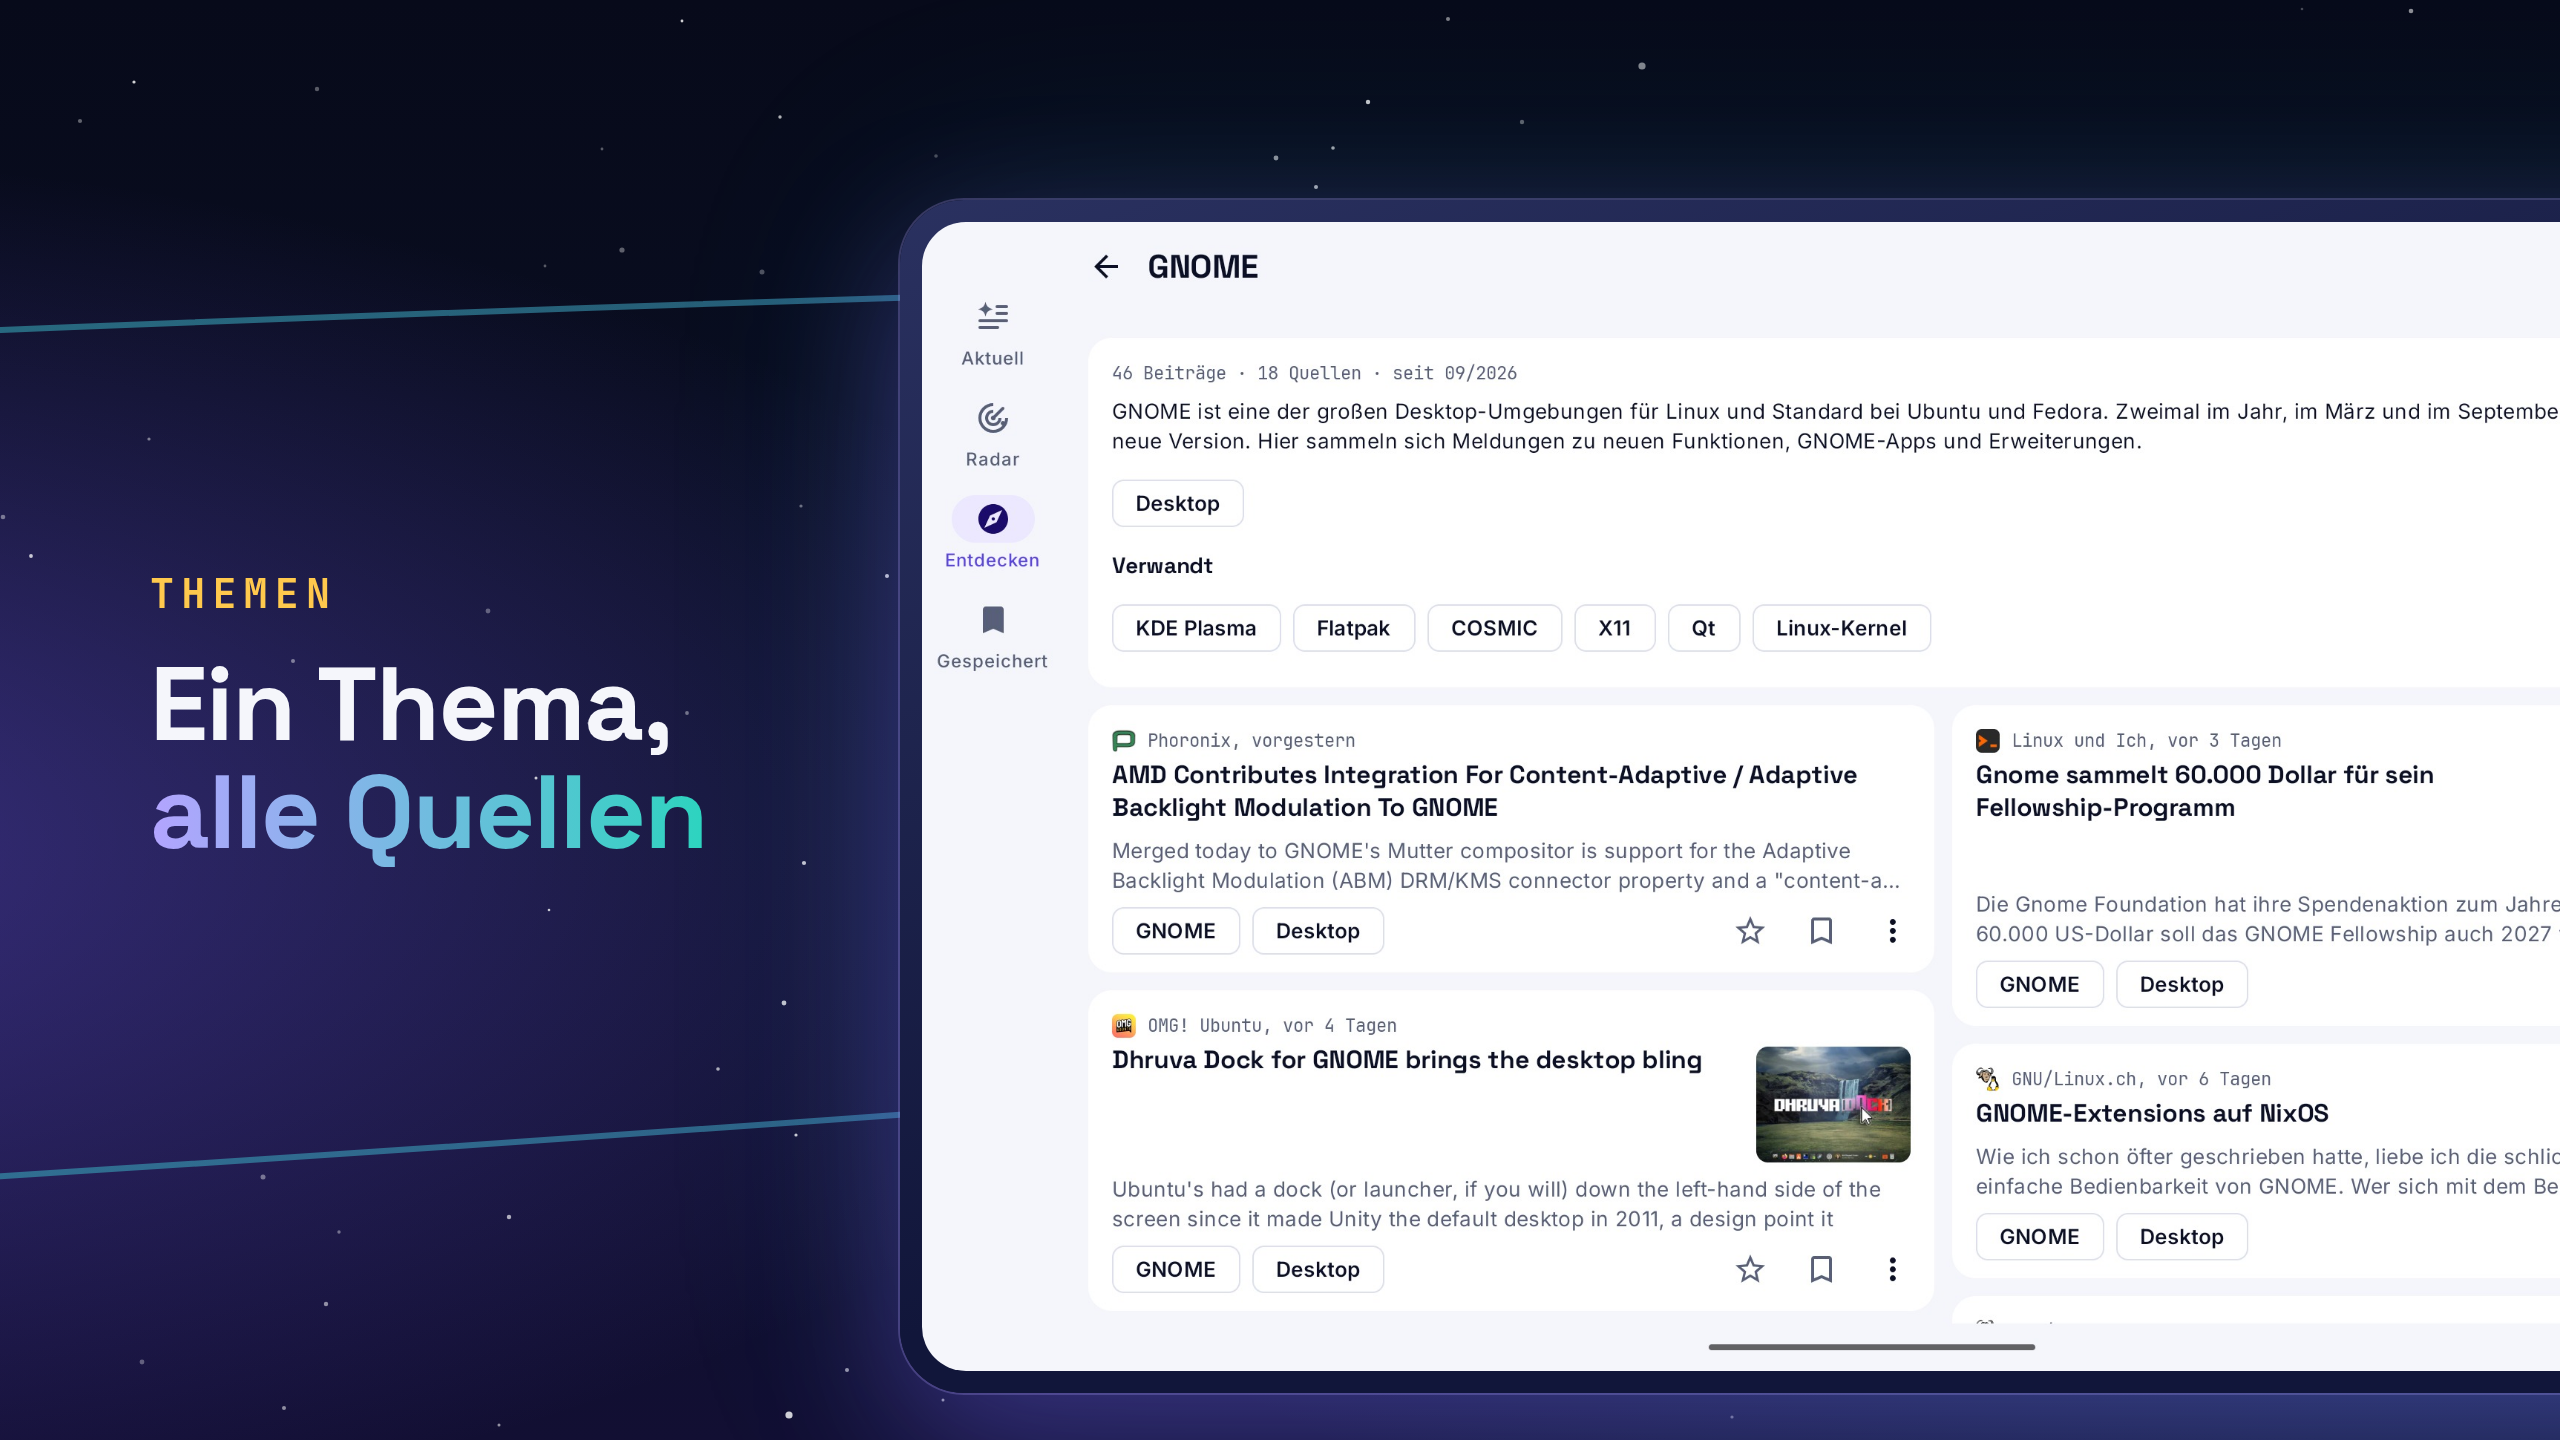 THEMEN
Ein Thema,
alle Quellen
GNOME
Aktuell
Radar
Entdecken
Gespeichert
46 Beiträge · 18 Quellen · seit 09/2026
GNOME ist eine der großen Desktop-Umgebungen für Linux und Standard bei Ubuntu und Fedora. Zweimal im Jahr, im März und im Septembe
neue Version. Hier sammeln sich Meldungen zu neuen Funktionen, GNOME-Apps und Erweiterungen.
Desktop
Verwandt
KDE Plasma Flatpak COSMIC X11 Qt Linux-Kernel
Phoronix, vorgestern
AMD Contributes Integration For Content-Adaptive / Adaptive
Backlight Modulation To GNOME
Merged today to GNOME's Mutter compositor is support for the Adaptive
Backlight Modulation (ABM) DRM/KMS connector property and a "content-a...
GNOME Desktop
OMG! Ubuntu, vor 4 Tagen
Dhruva Dock for GNOME brings the desktop bling
DHRUVA DOCK
Ubuntu's had a dock (or launcher, if you will) down the left-hand side of the
screen since it made Unity the default desktop in 2011, a design point it
GNOME Desktop
Linux und Ich, vor 3 Tagen
Gnome sammelt 60.000 Dollar für sein
Fellowship-Programm
Die Gnome Foundation hat ihre Spendenaktion zum Jahre
60.000 US-Dollar soll das GNOME Fellowship auch 2027
GNOME Desktop
GNU/Linux.ch, vor 6 Tagen
GNOME-Extensions auf NixOS
Wie ich schon öfter geschrieben hatte, liebe ich die schlic
einfache Bedienbarkeit von GNOME. Wer sich mit dem Be
GNOME Desktop